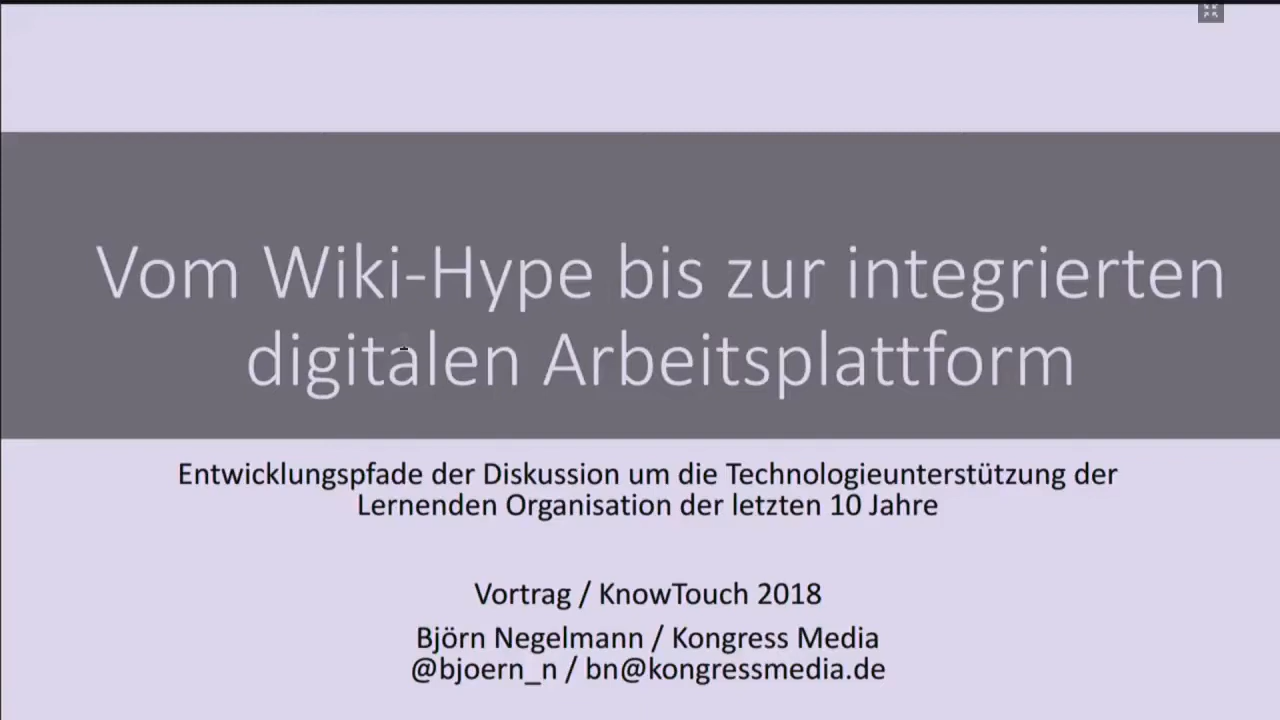 Vom Wiki-Hype bis zur integrierten
digitalen Arbeitsplattform
Entwicklungspfade der Diskussion um die Technologieunterstützung der
Lernenden Organisation der letzten 10 Jahre
Vortrag / KnowTouch 2018
Björn Negelmann / Kongress Media
@bjoern_n / bn@kongressmedia.de